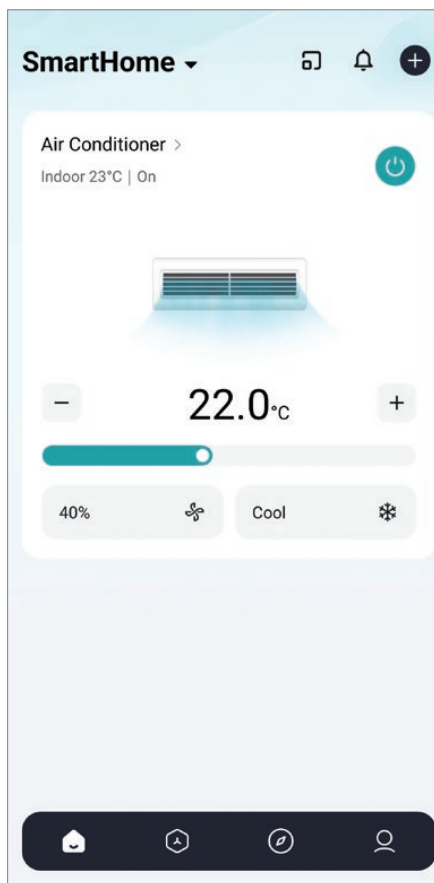 SmartHome
Air Conditioner >
Indoor 23°C | On
− 22.0°C +
40% Cool